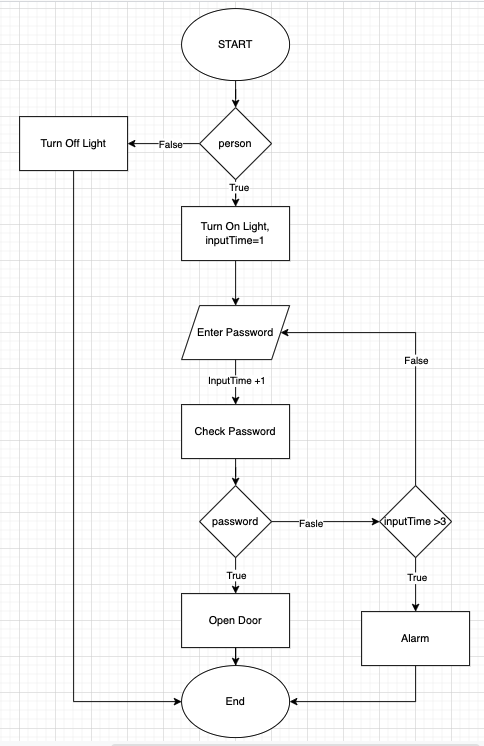 START
person
False
Turn Off Light
True
Turn On Light,
inputTime=1
Enter Password
False
InputTime +1
Check Password
password
Fasle
inputTime >3
True
True
Open Door
Alarm
End